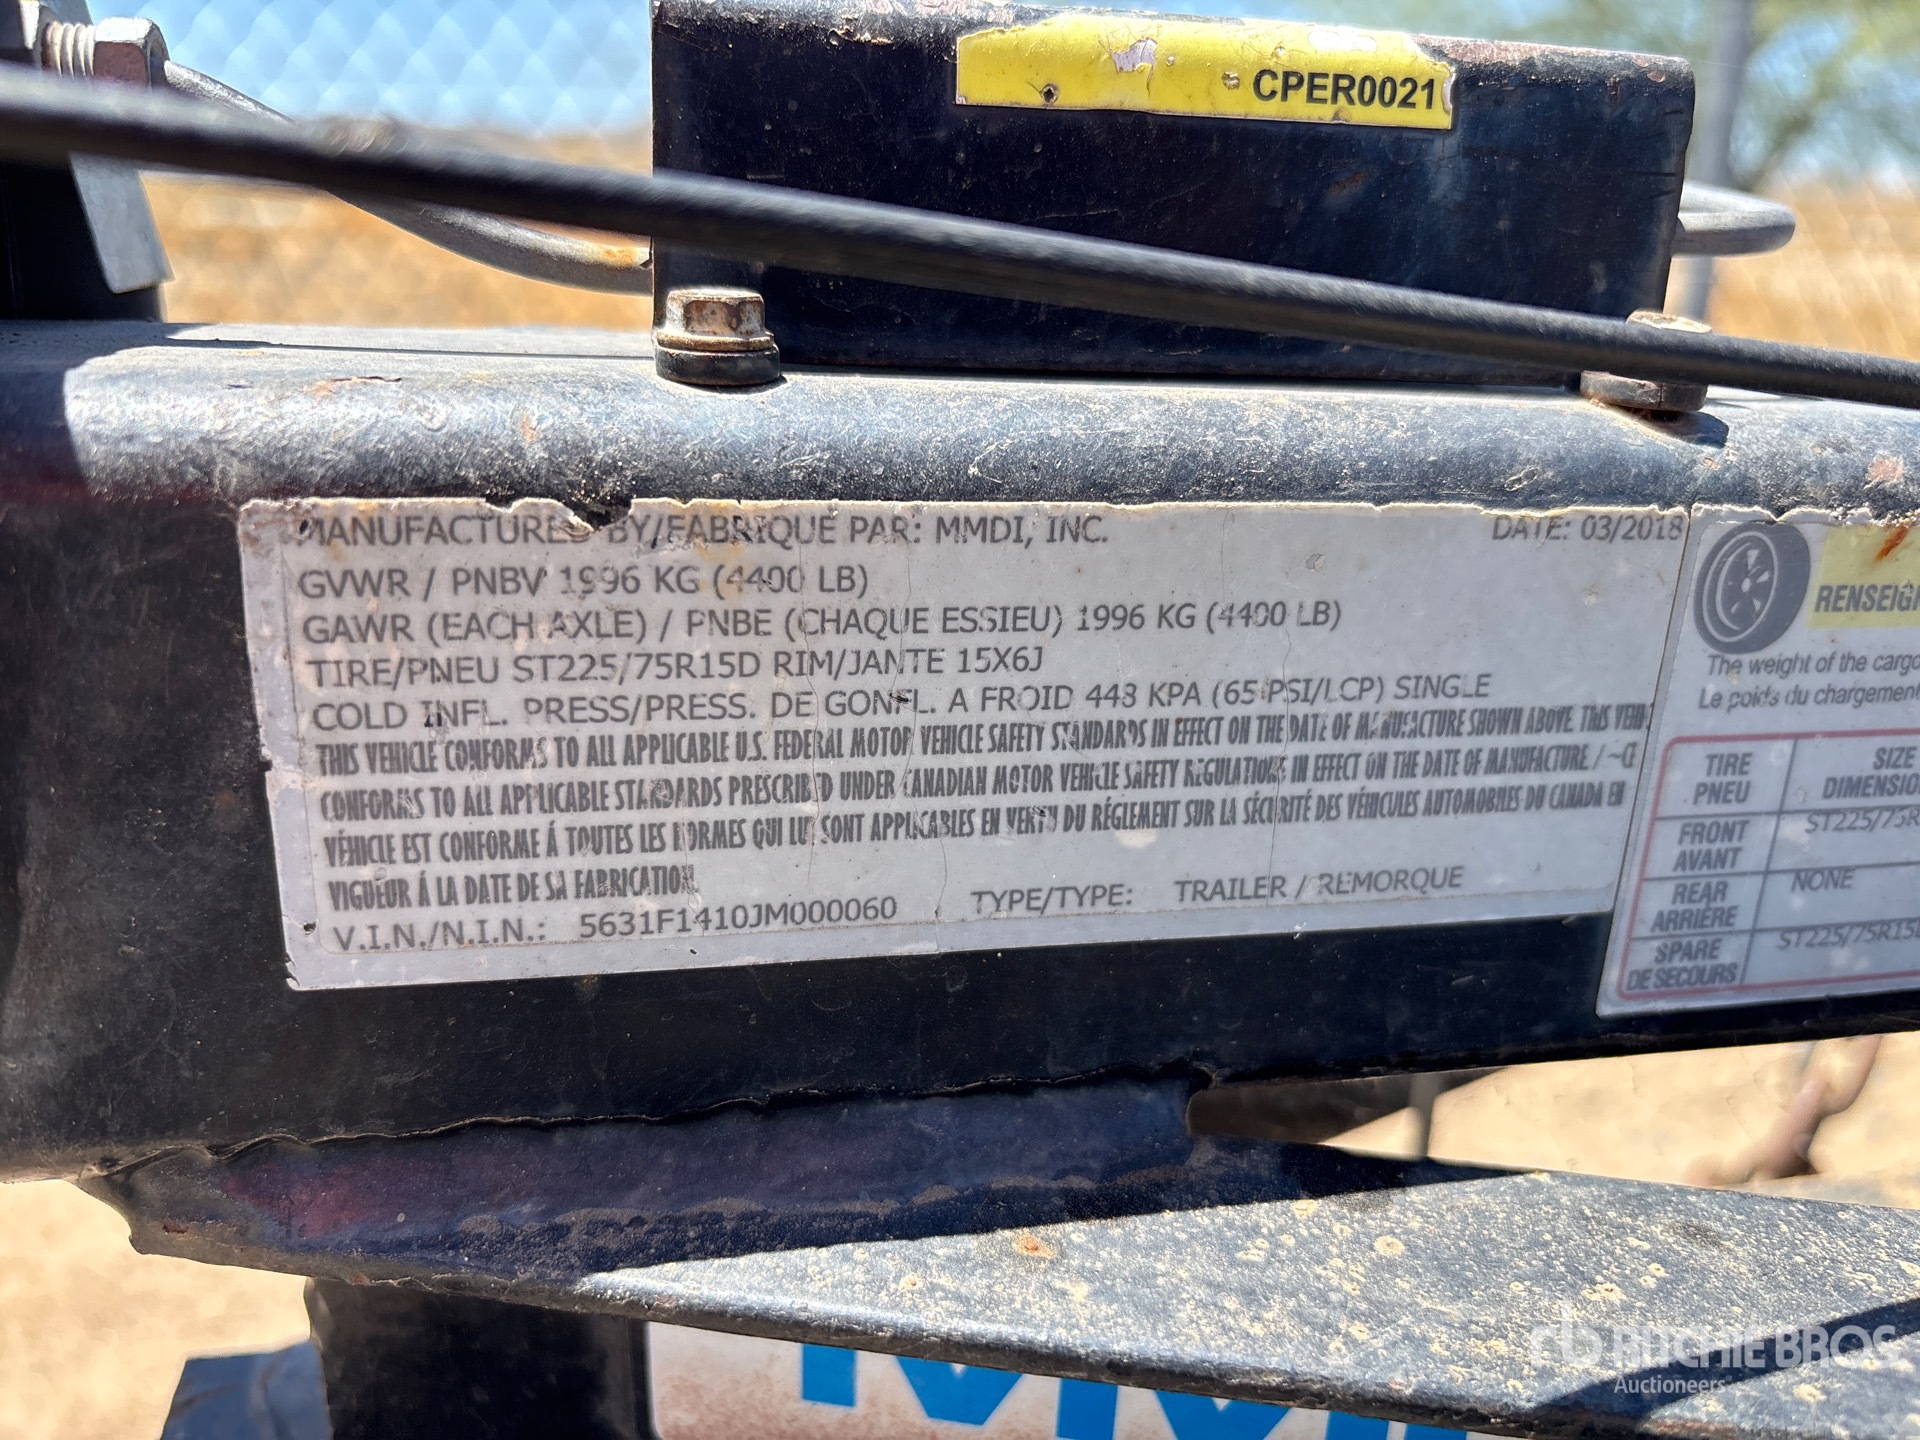 CPER0021
MANUFACTURED BY/FABRIQUE PAR: MMDI, INC. DATE: 03/2018
GVWR / PNBV 1996 KG (4400 LB)
GAWR (EACH AXLE) / PNBE (CHAQUE ESSIEU) 1996 KG (4400 LB)
TIRE/PNEU ST225/75R15D RIM/JANTE 15X6J
COLD INFL. PRESS/PRESS. DE GONFL. A FROID 448 KPA (65 PSI/LCP) SINGLE
THIS VEHICLE CONFORMS TO ALL APPLICABLE U.S. FEDERAL MOTOR VEHICLE SAFETY STANDARDS IN EFFECT ON THE DATE OF MANUFACTURE SHOWN ABOVE. THIS VEHI
CONFORMS TO ALL APPLICABLE STANDARDS PRESCRIBED UNDER CANADIAN MOTOR VEHICLE SAFETY REGULATIONS IN EFFECT ON THE DATE OF MANUFACTURE / ~CE
VÉHICLE EST CONFORME Á TOUTES LES NORMES QUI LUI SONT APPLICABLES EN VERTU DU RÉGLEMENT SUR LA SÉCURITÉ DES VÉHICULES AUTOMOBILES DU CANADA EN
VIGUEUR Á LA DATE DE SA FABRICATION.
V.I.N./N.I.N.: 5631F1410JM000060 TYPE/TYPE: TRAILER / REMORQUE
RENSEIG
The weight of the cargo
Le poids du chargement
TIRE SIZE
PNEU DIMENSION
FRONT ST225/75R
AVANT
REAR NONE
ARRIÈRE
SPARE ST225/75R15
DE SECOURS
rb RITCHIE BROS
Auctioneers